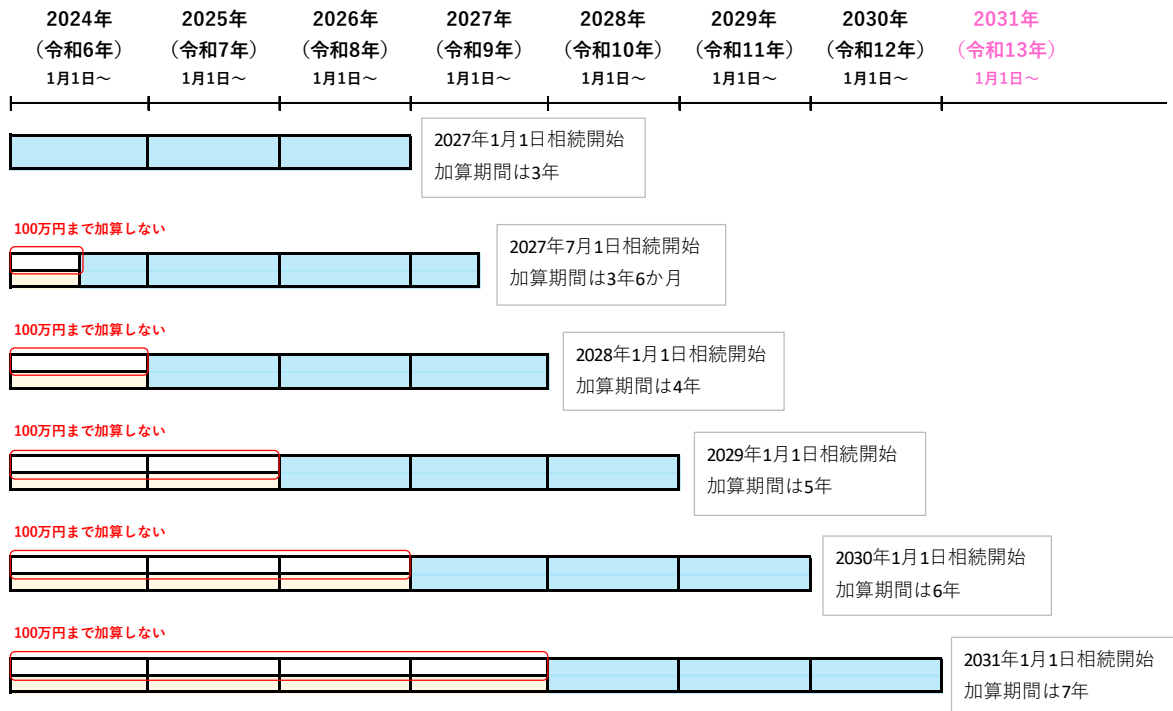 2024年 2025年 2026年 2027年 2028年 2029年 2030年 2031年
（令和6年） （令和7年） （令和8年） （令和9年） （令和10年） （令和11年） （令和12年） （令和13年）
1月1日～ 1月1日～ 1月1日～ 1月1日～ 1月1日～ 1月1日～ 1月1日～ 1月1日～
2027年1月1日相続開始
加算期間は3年
100万円まで加算しない
2027年7月1日相続開始
加算期間は3年6か月
100万円まで加算しない
2028年1月1日相続開始
加算期間は4年
100万円まで加算しない
2029年1月1日相続開始
加算期間は5年
100万円まで加算しない
2030年1月1日相続開始
加算期間は6年
100万円まで加算しない
2031年1月1日相続開始
加算期間は7年